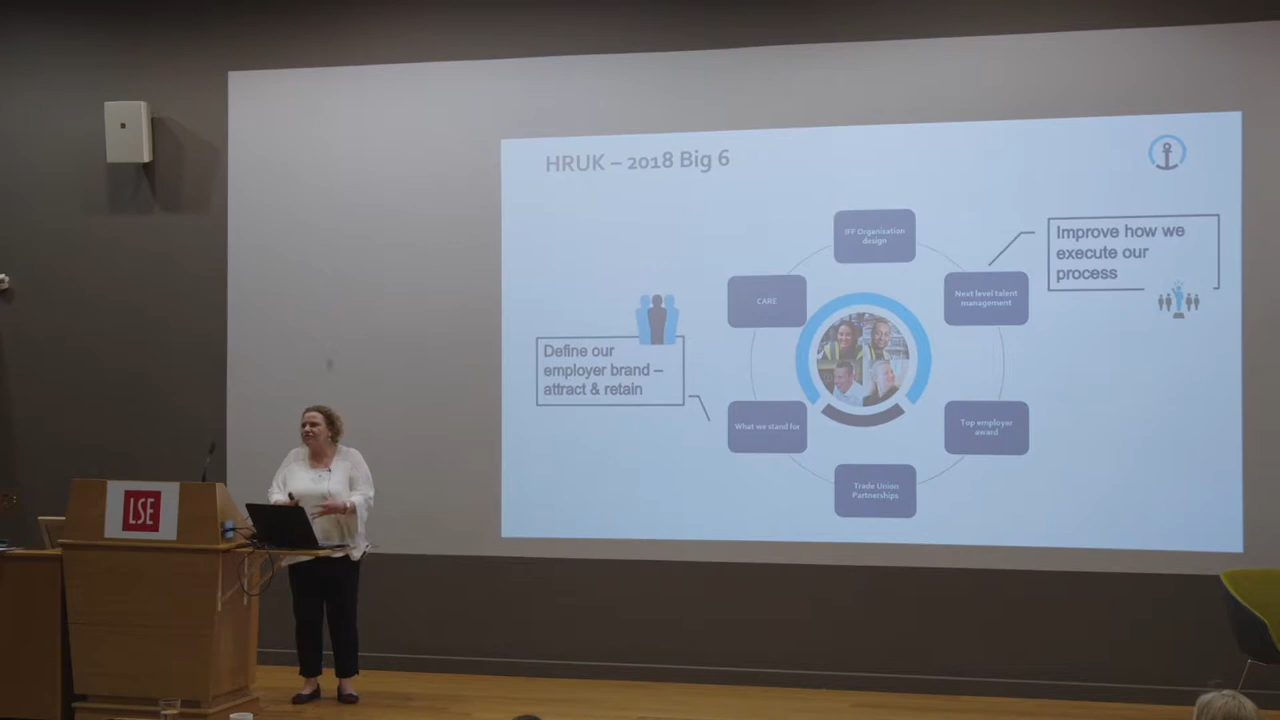 HRUK – 2018 Big 6
IFF Organisation
design
Improve how we
execute our
process
CARE
Next level talent
management
Define our
employer brand –
attract & retain
What we stand for
Top employer
award
Trade Union
Partnerships
LSE